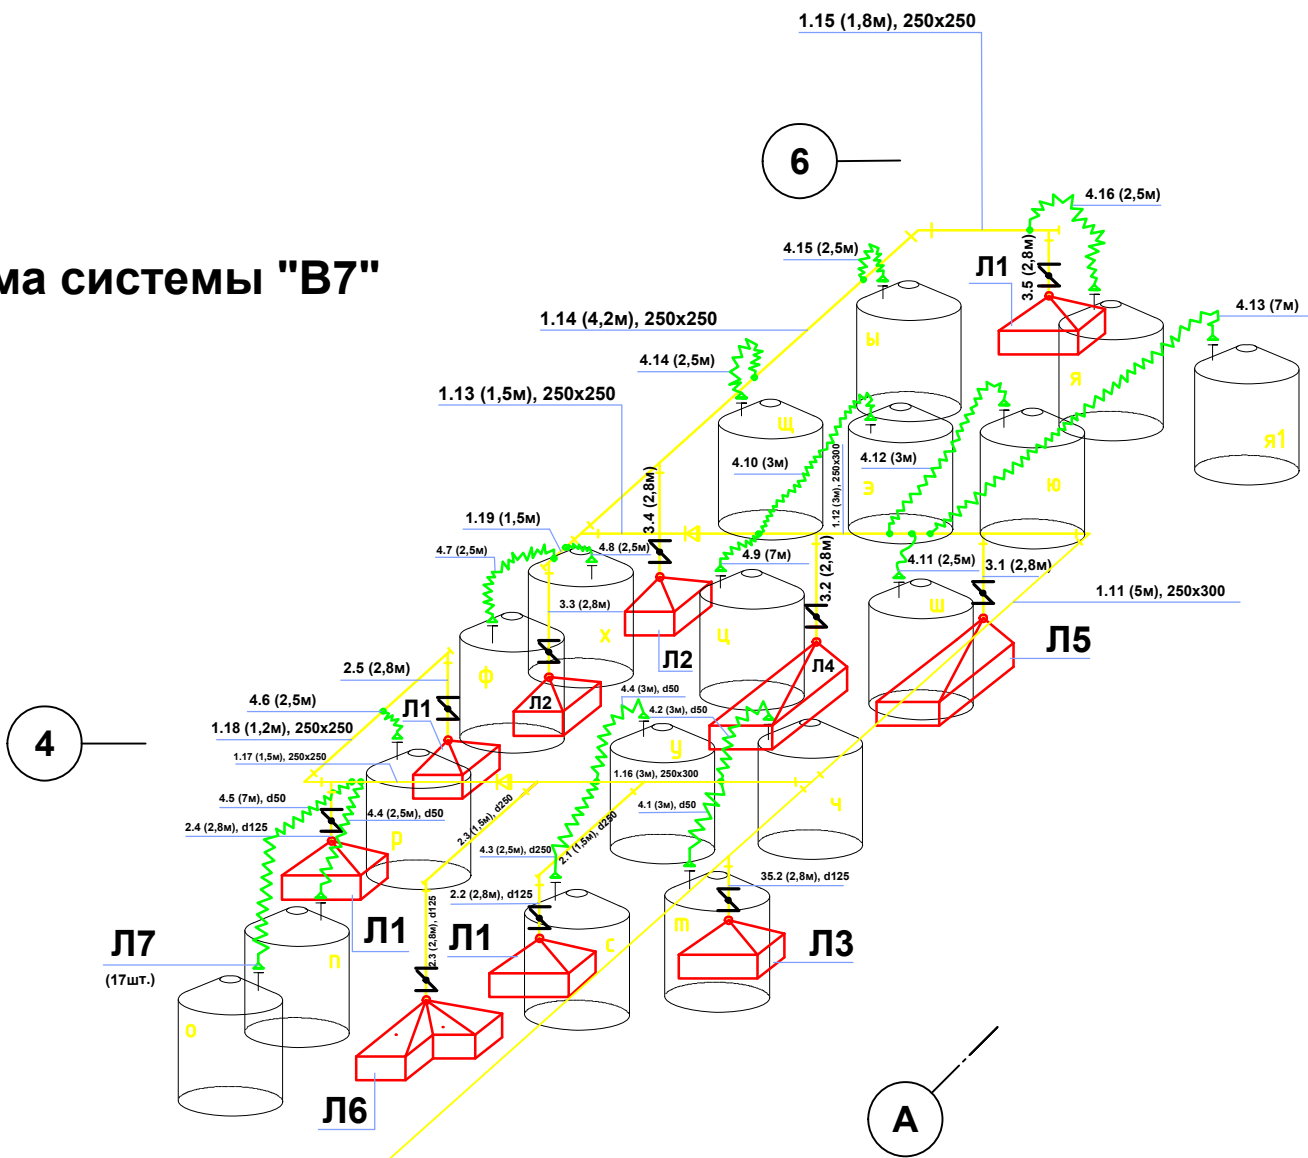 1.15 (1,8м), 250x250
6
4.16 (2,5м)
4.15 (2,5м)
Л1
3.5 (2,8м)
ма системы "В7"
4.13 (7м)
1.14 (4,2м), 250x250
ы
4.14 (2,5м)
я
1.13 (1,5м), 250x250
щ
я1
4.10 (3м)
4.12 (3м)
1.12 (3м), 250x300
3.4 (2,8м)
э
ю
1.19 (1,5м)
4.7 (2,5м)
4.8 (2,5м)
4.9 (7м)
3.2 (2,8м)
4.11 (2,5м)
3.1 (2,8м)
1.11 (5м), 250x300
3.3 (2,8м)
х
ц
ш
Л5
2.5 (2,8м)
Л2
Л4
ф
4.6 (2,5м)
4.4 (3м), d50
Л1
Л2
4.2 (3м), d50
1.18 (1,2м), 250x250
4
1.17 (1,5м), 250x250
у
1.16 (3м), 250x300
4.5 (7м), d50
4.4 (2,5м), d50
4.1 (3м), d50
ч
2.4 (2,8м), d125
р
2.3 (1,5м), d250
4.3 (2,5м), d250
2.1 (1,5м), d250
35.2 (2,8м), d125
2.2 (2,8м), d125
2.3 (2,8м), d125
Л7
Л1
Л1
с
т
Л3
(17шт.)
п
о
Л6
А